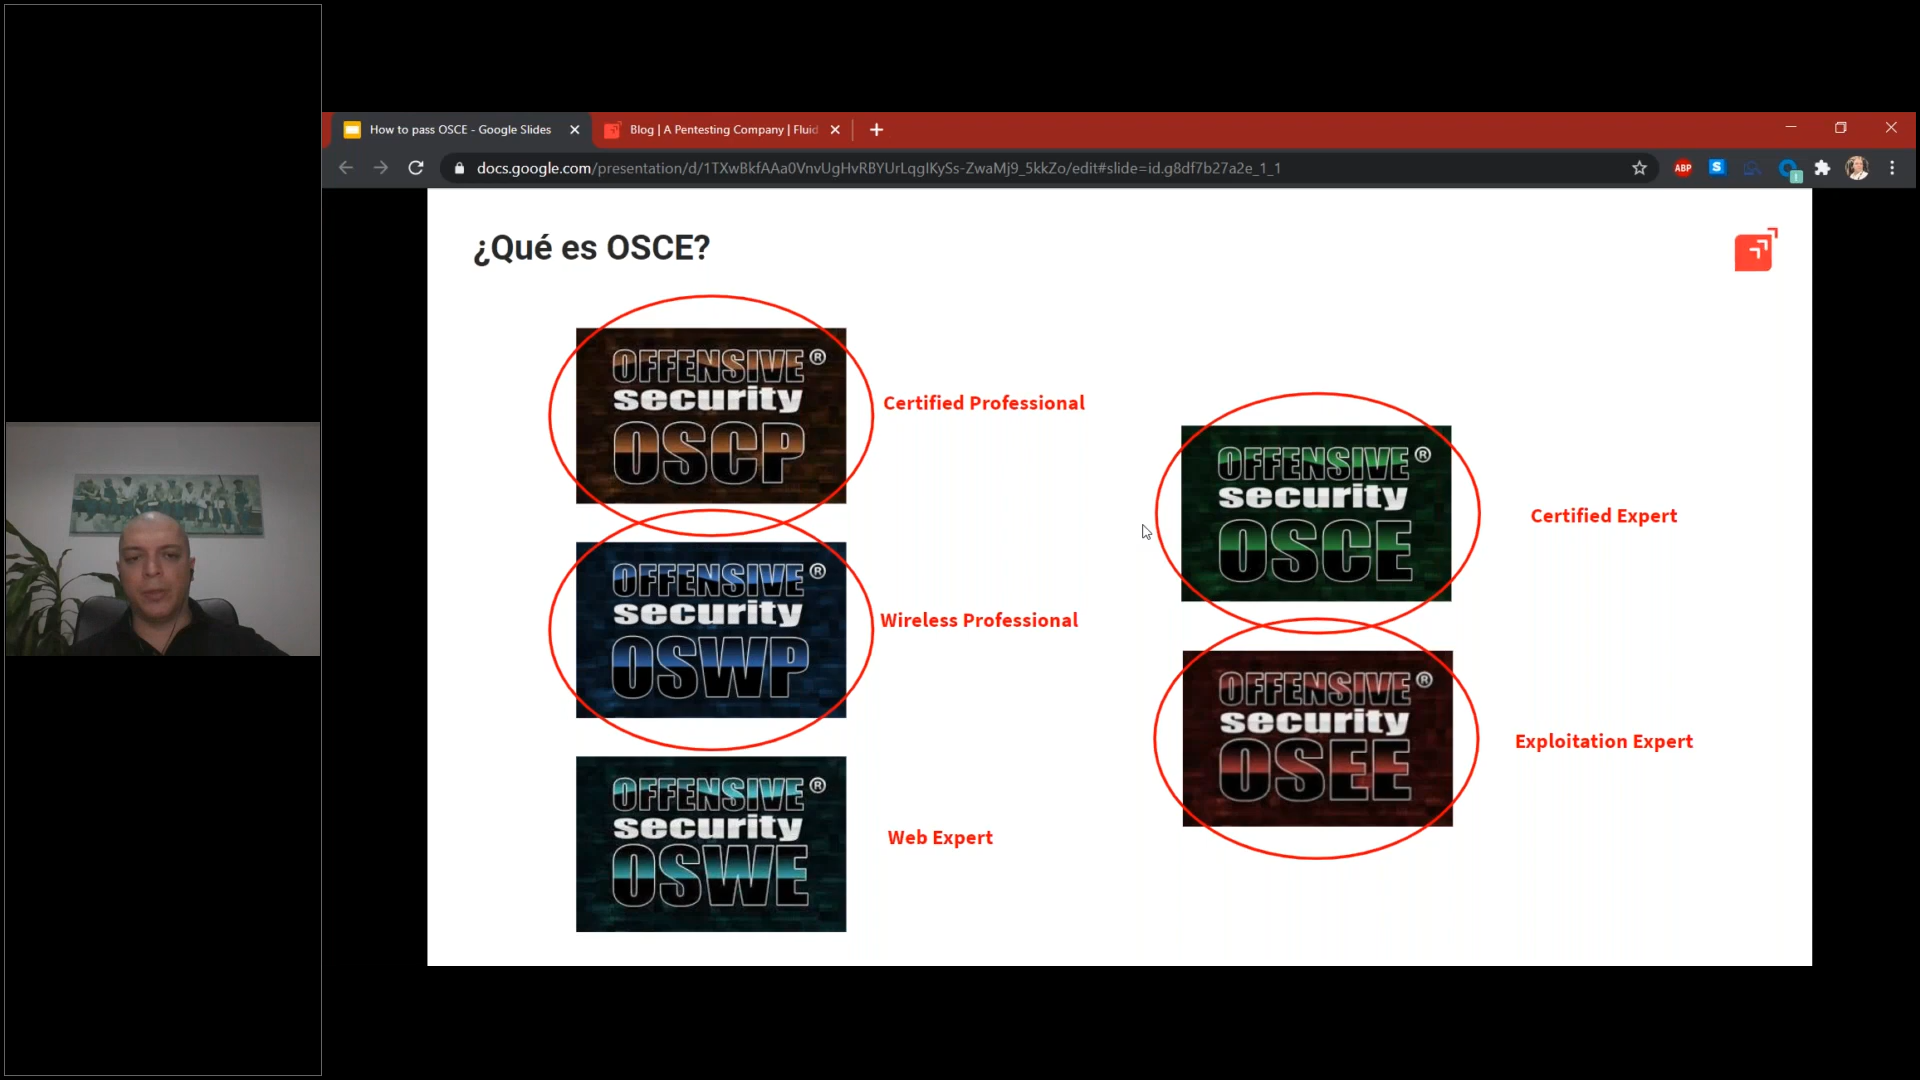 How to pass OSCE - Google Slides
Blog | A Pentesting Company | Fluid
docs.google.com/presentation/d/1TXwBkfAAa0VnvUgHvRBYUrLqgIKySs-ZwaMj9_5kkZo/edit#slide=id.g8df7b27a2e_1_1
ABP
S
¿Qué es OSCE?
OFFENSIVE®
security
OSCP
Certified Professional
OFFENSIVE®
security
OSWP
Wireless Professional
OFFENSIVE®
security
OSWE
Web Expert
OFFENSIVE®
security
OSCE
Certified Expert
OFFENSIVE®
security
OSEE
Exploitation Expert